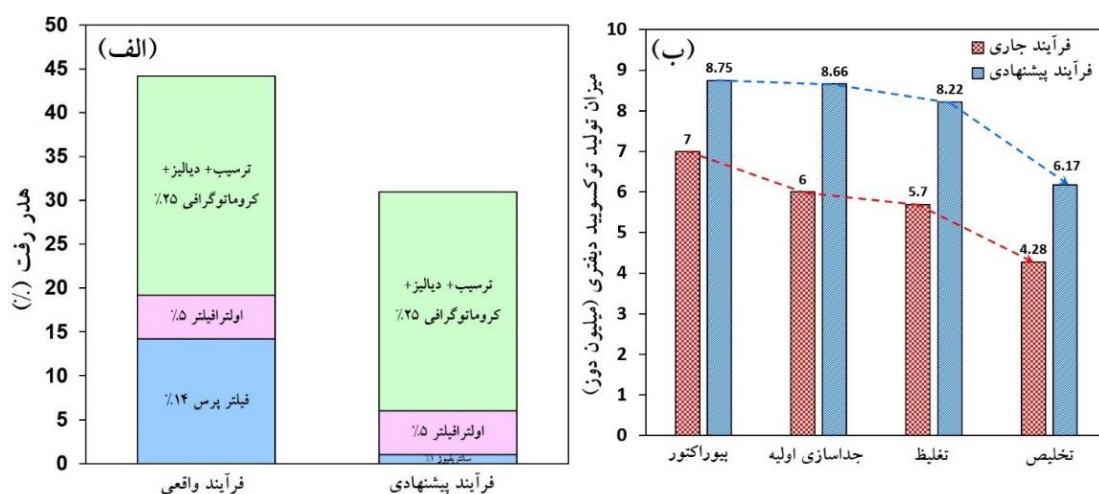 (الف)
هدر رفت (%)
50
45
40
35
30
25
20
15
10
5
0
ترسیب+ دیالیز+
کروماتوگرافی ۲۵٪
اولترافیلتر ۵٪
فیلتر پرس ۱۴٪
ترسیب+ دیالیز+
کروماتوگرافی ۲۵٪
اولترافیلتر ۵٪
سانتریفیوژ ۱٪
فرآیند واقعی
فرآیند پیشنهادی
(ب)
میزان تولید توکسویید دیفتری (میلیون دوز)
فرآیند جاری
فرآیند پیشنهادی
10
9
8
7
6
5
4
3
2
1
0
7
8.75
6
8.66
5.7
8.22
4.28
6.17
بیوراکتور
جداسازی اولیه
تغلیظ
تخلیص